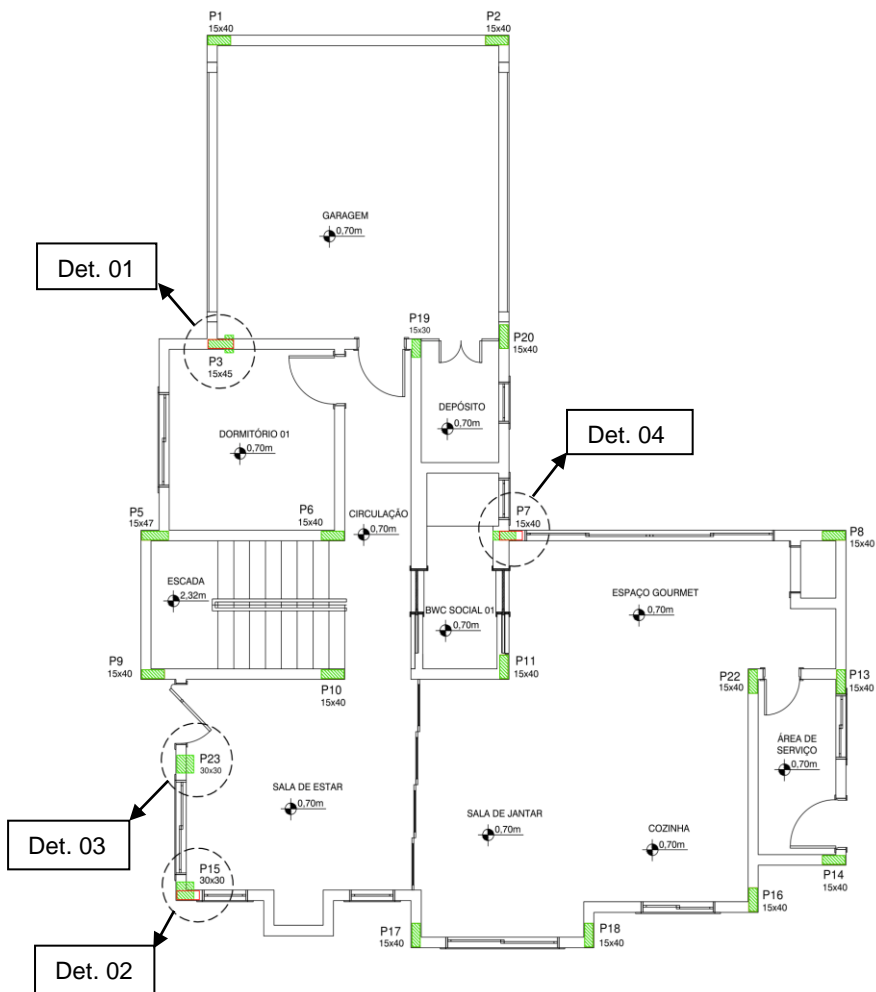 P1
15x40
P2
15x40
GARAGEM
0,70m
Det. 01
P19
15x30
P20
15x40
P3
15x45
DEPÓSITO
0,70m
Det. 04
DORMITÓRIO 01
0,70m
P5
15x47
P6
15x40
CIRCULAÇÃO
0,70m
P7
15x40
P8
15x40
ESCADA
2,32m
ESPAÇO GOURMET
0,70m
BWC SOCIAL 01
0,70m
P9
15x40
P10
15x40
P11
15x40
P22
15x40
P13
15x40
P23
30x30
ÁREA DE
SERVIÇO
0,70m
SALA DE ESTAR
0,70m
SALA DE JANTAR
0,70m
COZINHA
0,70m
Det. 03
P15
30x30
P14
15x40
P16
15x40
P17
15x40
P18
15x40
Det. 02